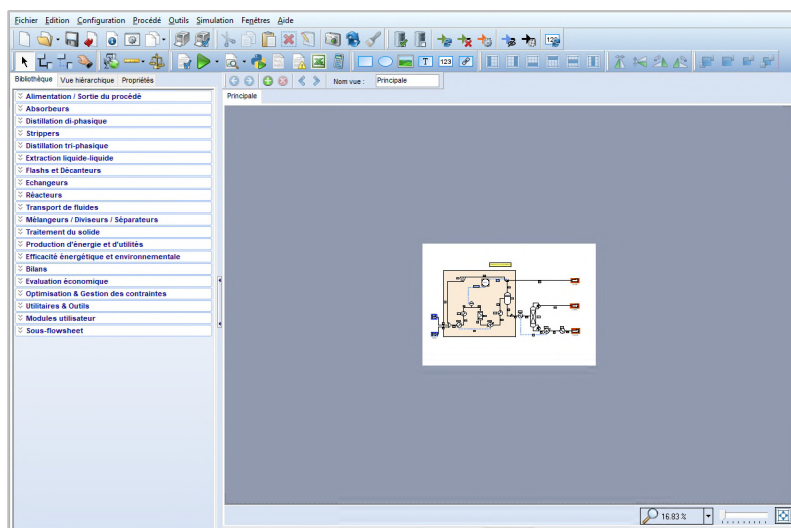 Fichier Edition Configuration Procédé Outils Simulation Fenêtres Aide
T 123
Bibliothèque Vue hiérarchique Propriétés
Nom vue : Principale
Principale
Alimentation / Sortie du procédé
Absorbeurs
Distillation di-phasique
Strippers
Distillation tri-phasique
Extraction liquide-liquide
Flashs et Décanteurs
Echangeurs
Réacteurs
Transport de fluides
Mélangeurs / Diviseurs / Séparateurs
Traitement du solide
Production d'énergie et d'utilités
Efficacité énergétique et environnementale
Bilans
Evaluation économique
Optimisation & Gestion des contraintes
Utilitaires & Outils
Modules utilisateur
Sous-flowsheet
16.83 %